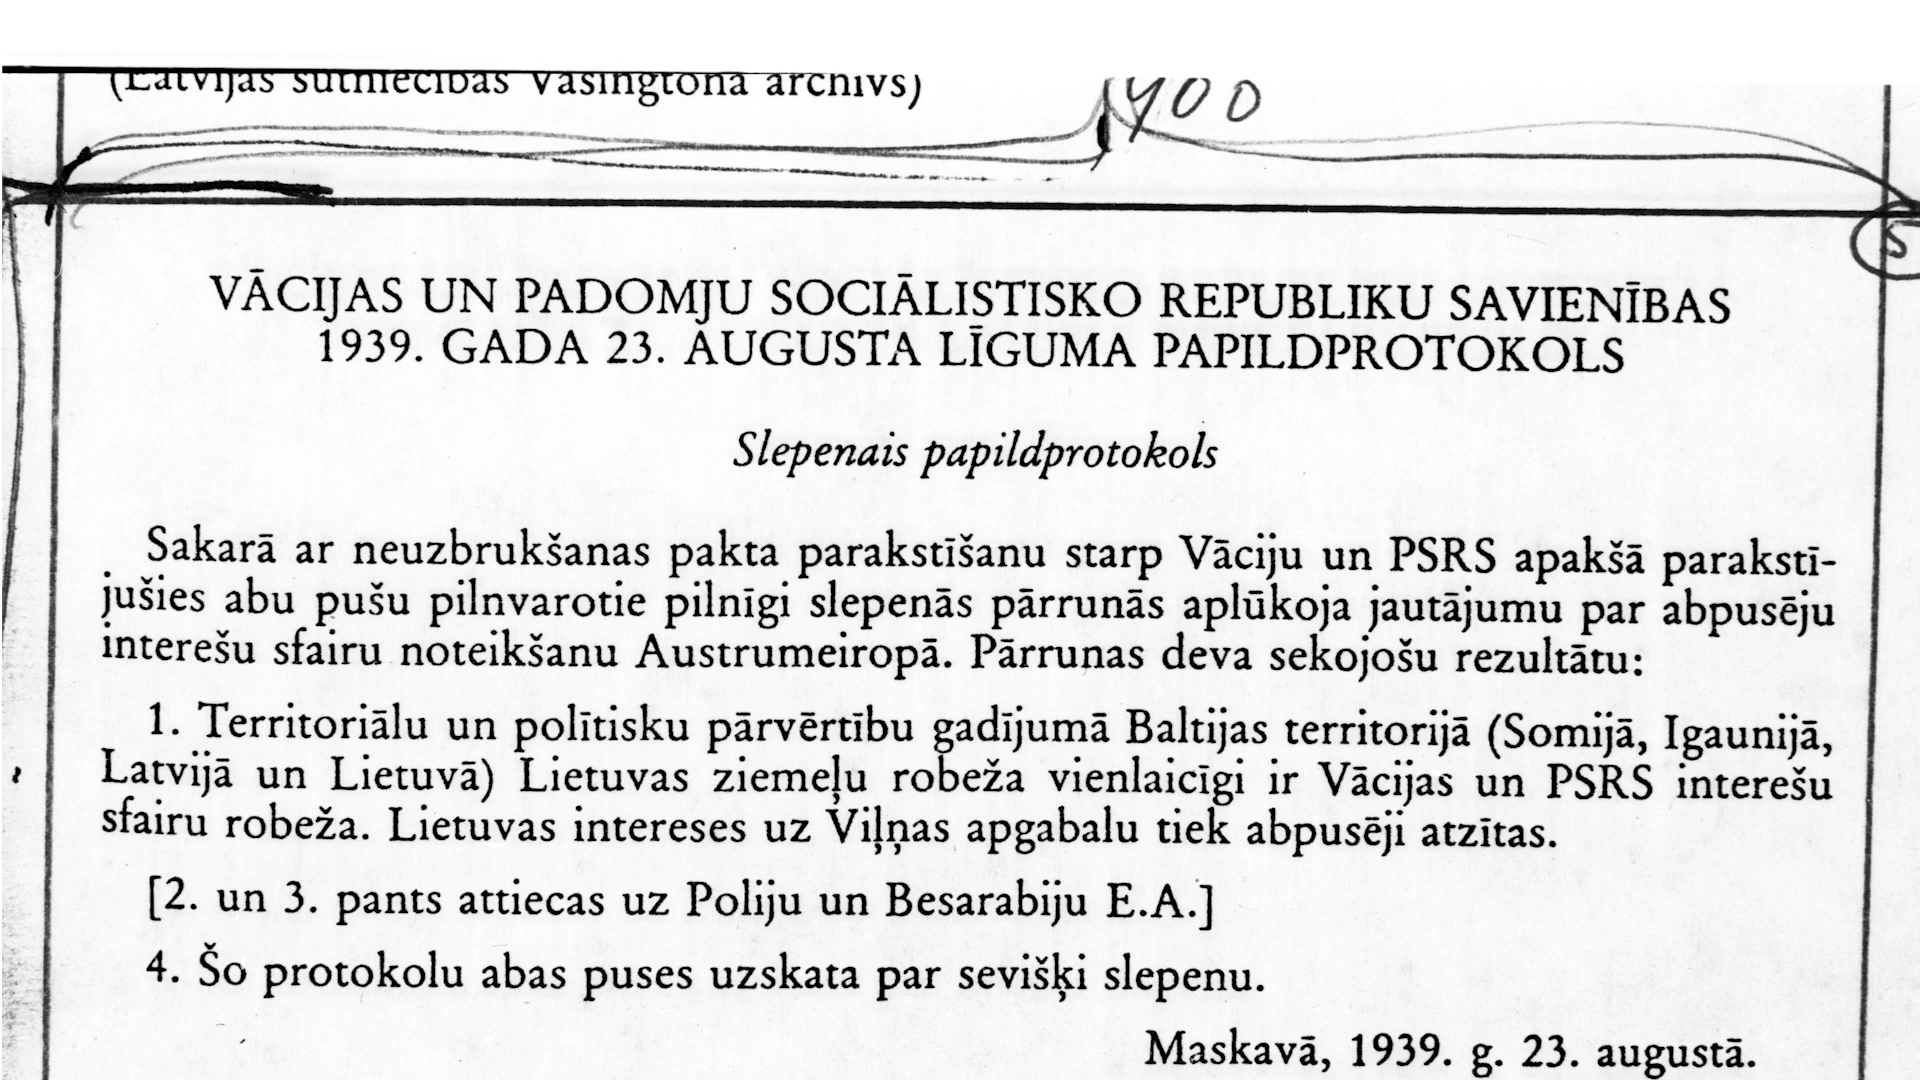 (Latvijas sūtniecības Vašingtonā archīvs)
400
5
VĀCIJAS UN PADOMJU SOCIĀLISTISKO REPUBLIKU SAVIENĪBAS
1939. GADA 23. AUGUSTA LĪGUMA PAPILDPROTOKOLS
Slepenais papildprotokols
Sakarā ar neuzbrukšanas pakta parakstīšanu starp Vāciju un PSRS apakšā parakstī-
jušies abu pušu pilnvarotie pilnīgi slepenās pārrunās aplūkoja jautājumu par abpusēju
interešu sfairu noteikšanu Austrumeiropā. Pārrunas deva sekojošu rezultātu:
1. Territoriālu un polītisku pārvērtību gadījumā Baltijas territorijā (Somijā, Igaunijā,
Latvijā un Lietuvā) Lietuvas ziemeļu robeža vienlaicīgi ir Vācijas un PSRS interešu
sfairu robeža. Lietuvas intereses uz Viļņas apgabalu tiek abpusēji atzītas.
[2. un 3. pants attiecas uz Poliju un Besarabiju E.A.]
4. Šo protokolu abas puses uzskata par sevišķi slepenu.
Maskavā, 1939. g. 23. augustā.